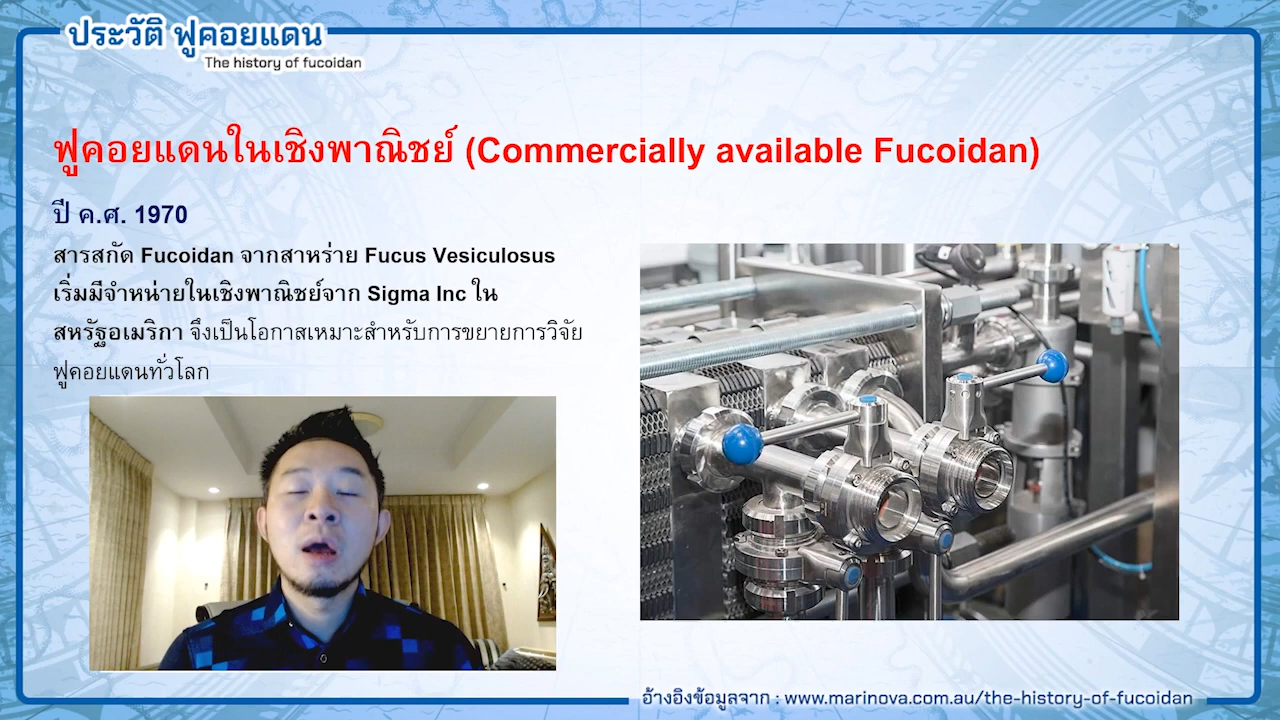 ประวัติ ฟูคอยแดน
The history of fucoidan
ฟูคอยแดนในเชิงพาณิชย์ (Commercially available Fucoidan)
ปี ค.ศ. 1970
สารสกัด Fucoidan จากสาหร่าย Fucus Vesiculosus
เริ่มมีจำหน่ายในเชิงพาณิชย์จาก Sigma Inc ใน
สหรัฐอเมริกา จึงเป็นโอกาสเหมาะสำหรับการขยายการวิจัย
ฟูคอยแดนทั่วโลก
อ้างอิงข้อมูลจาก : www.marinova.com.au/the-history-of-fucoidan